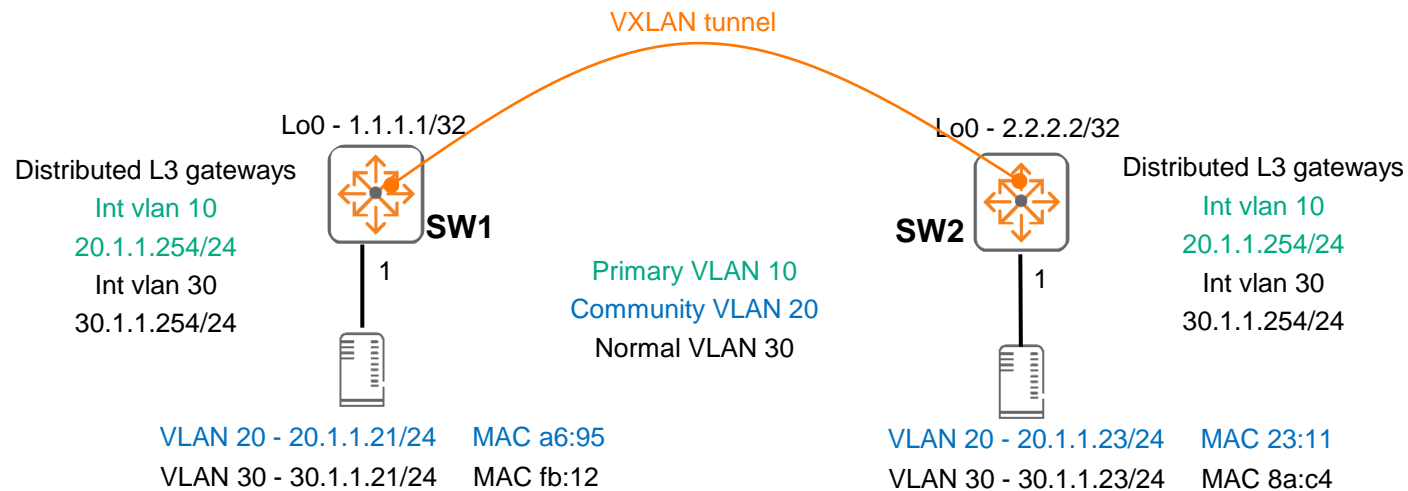 VXLAN tunnel
Lo0 - 1.1.1.1/32
Lo0 - 2.2.2.2/32
Distributed L3 gateways
Int vlan 10
20.1.1.254/24
Int vlan 30
30.1.1.254/24
SW1
1
Primary VLAN 10
Community VLAN 20
Normal VLAN 30
SW2
1
Distributed L3 gateways
Int vlan 10
20.1.1.254/24
Int vlan 30
30.1.1.254/24
VLAN 20 - 20.1.1.21/24 MAC a6:95
VLAN 30 - 30.1.1.21/24 MAC fb:12
VLAN 20 - 20.1.1.23/24 MAC 23:11
VLAN 30 - 30.1.1.23/24 MAC 8a:c4